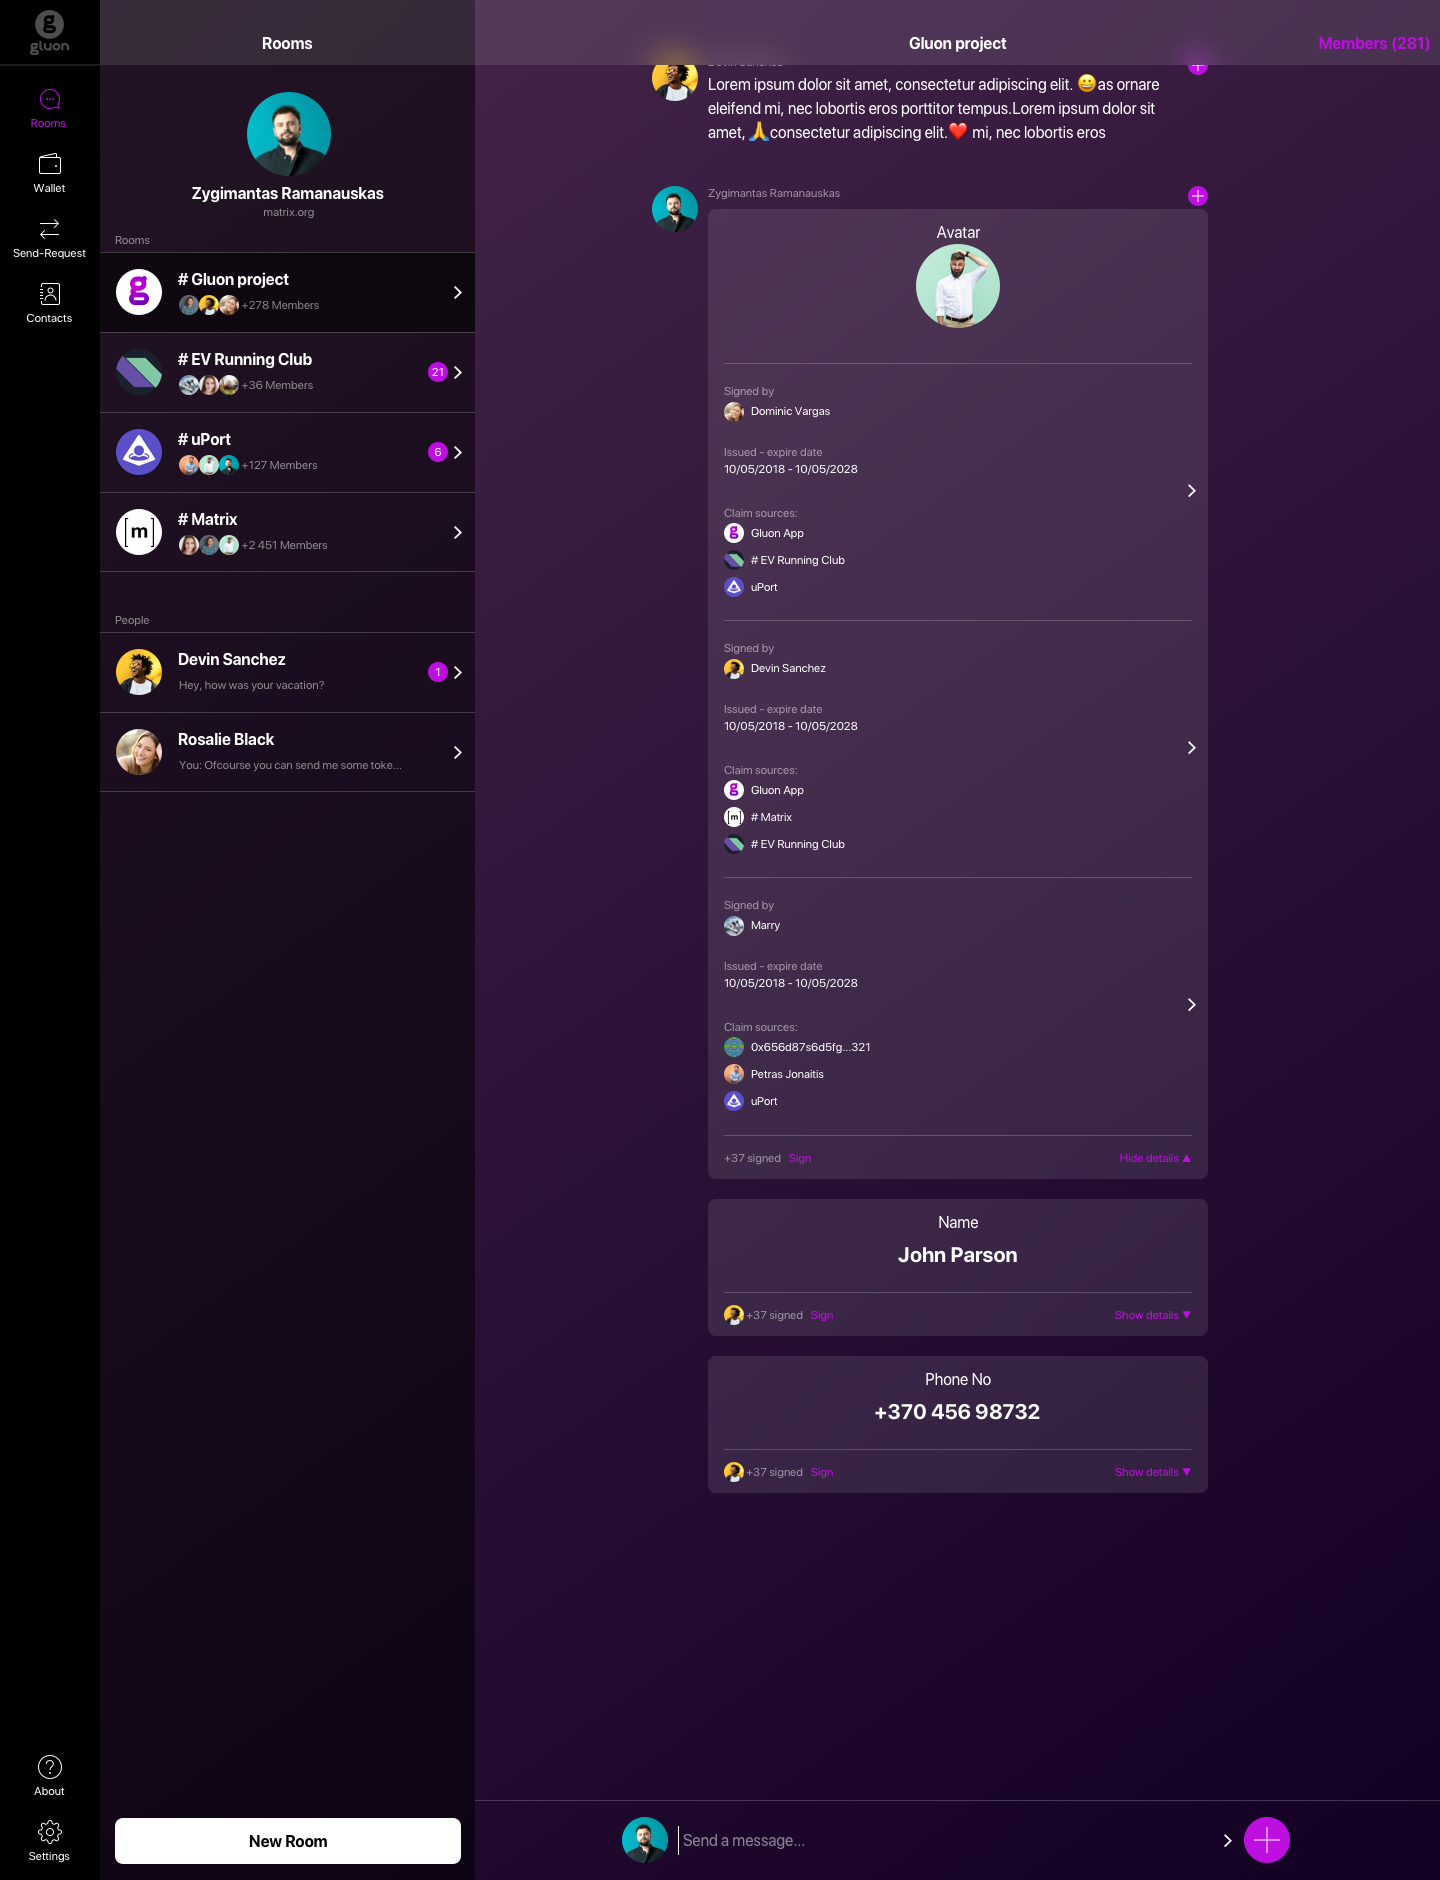 gluon
Rooms
Wallet
Send-Request
Contacts
About
Settings
Rooms
Zygimantas Ramanauskas
matrix.org
Rooms
# Gluon project
+278 Members
# EV Running Club
+36 Members
21
# uPort
+127 Members
6
# Matrix
+2 451 Members
People
Devin Sanchez
Hey, how was your vacation?
1
Rosalie Black
You: Ofcourse you can send me some toke...
New Room
Gluon project
Members (281)
Lorem ipsum dolor sit amet, consectetur adipiscing elit. 😀as ornare
eleifend mi, nec lobortis eros porttitor tempus.Lorem ipsum dolor sit
amet, 🙏consectetur adipiscing elit.❤️ mi, nec lobortis eros
Zygimantas Ramanauskas
Avatar
Signed by
Dominic Vargas
Issued - expire date
10/05/2018 - 10/05/2028
Claim sources:
Gluon App
# EV Running Club
uPort
Signed by
Devin Sanchez
Issued - expire date
10/05/2018 - 10/05/2028
Claim sources:
Gluon App
[m] # Matrix
# EV Running Club
Signed by
Marry
Issued - expire date
10/05/2018 - 10/05/2028
Claim sources:
0x656d87s6d5fg...321
Petras Jonaitis
uPort
+37 signed Sign
Hide details ▲
Name
John Parson
+37 signed Sign
Show details ▼
Phone No
+370 456 98732
+37 signed Sign
Show details ▼
Send a message...